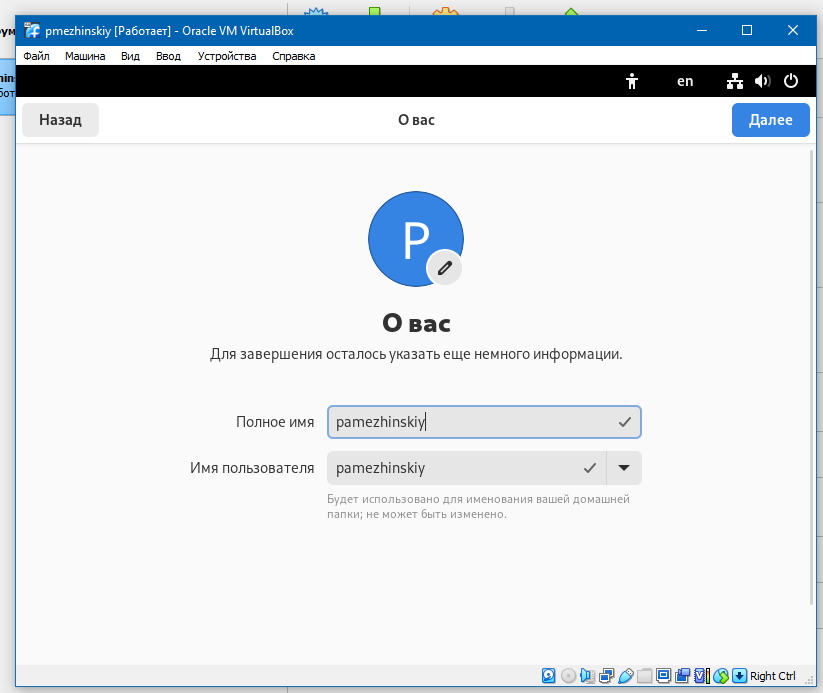 pmezhinskiy [Работает] - Oracle VM VirtualBox
Файл Машина Вид Ввод Устройства Справка
en
Назад О вас Далее
P
О вас
Для завершения осталось указать еще немного информации.
Полное имя pamezhinskiy
Имя пользователя pamezhinskiy
Будет использовано для именования вашей домашней
папки; не может быть изменено.
Right Ctrl